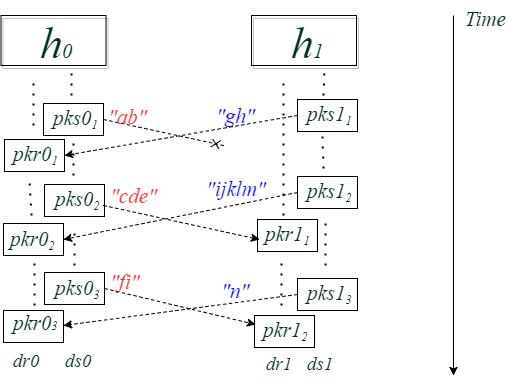 Time
h0 h1
pks01 "ab" "gh" pks11
pkr01
pks02 "cde" "ijklm" pks12
pkr02 pkr11
pks03 "fi" "n" pks13
pkr03 pkr12
dr0 ds0 dr1 ds1